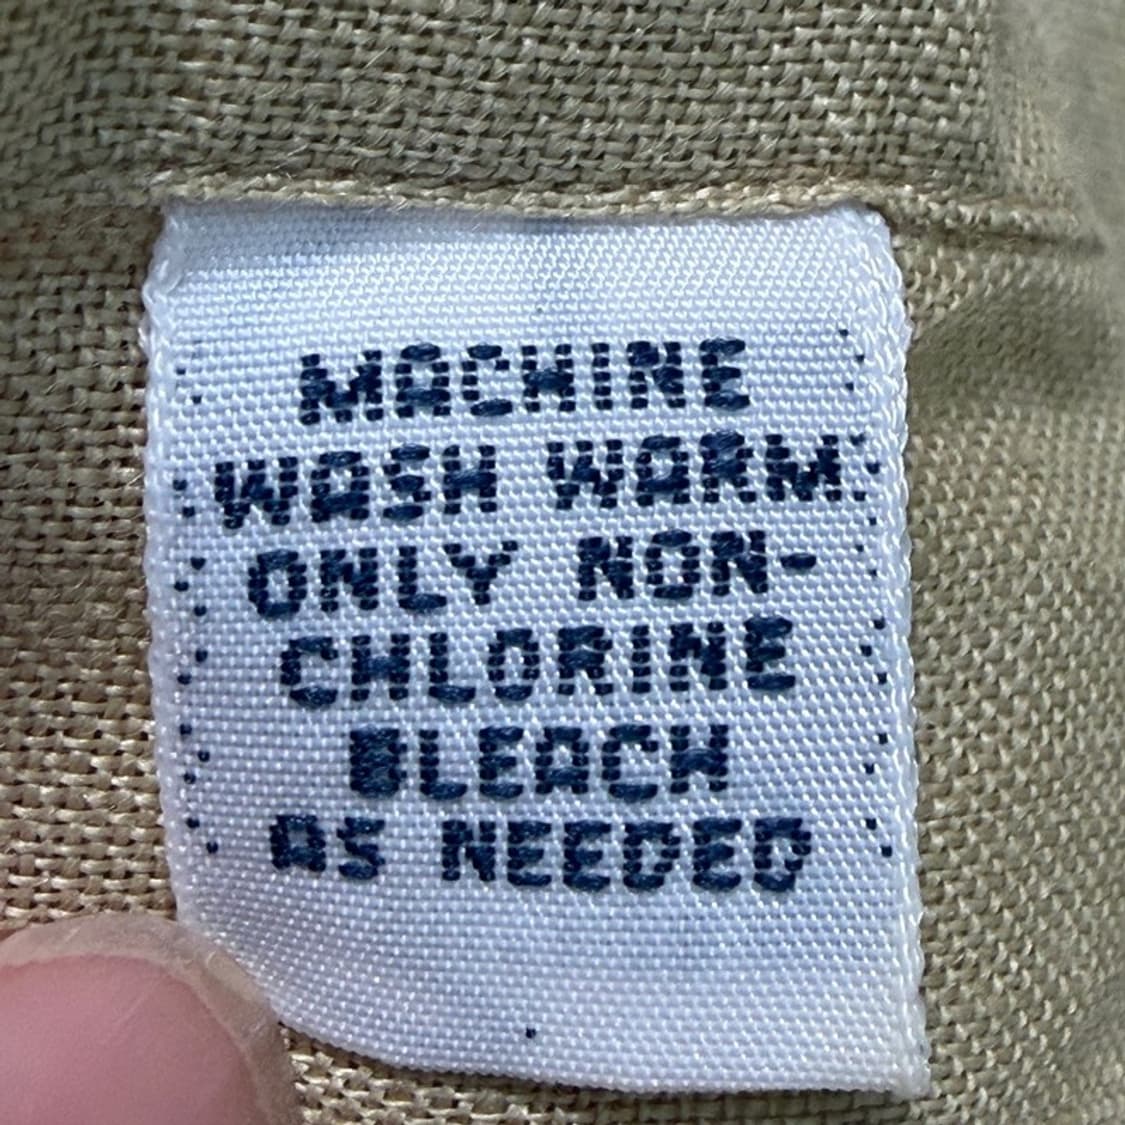 MACHINE
WASH WARM
ONLY NON-
CHLORINE
BLEACH
AS NEEDED